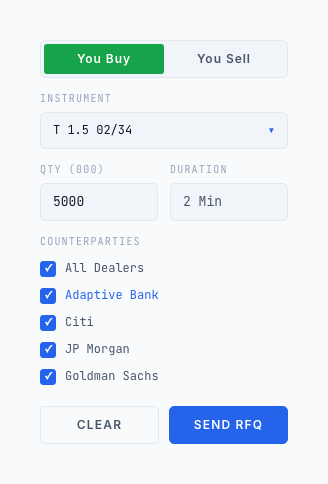 You Buy You Sell
INSTRUMENT
T 1.5 02/34
QTY (000) DURATION
5000 2 Min
COUNTERPARTIES
All Dealers
Adaptive Bank
Citi
JP Morgan
Goldman Sachs
CLEAR SEND RFQ